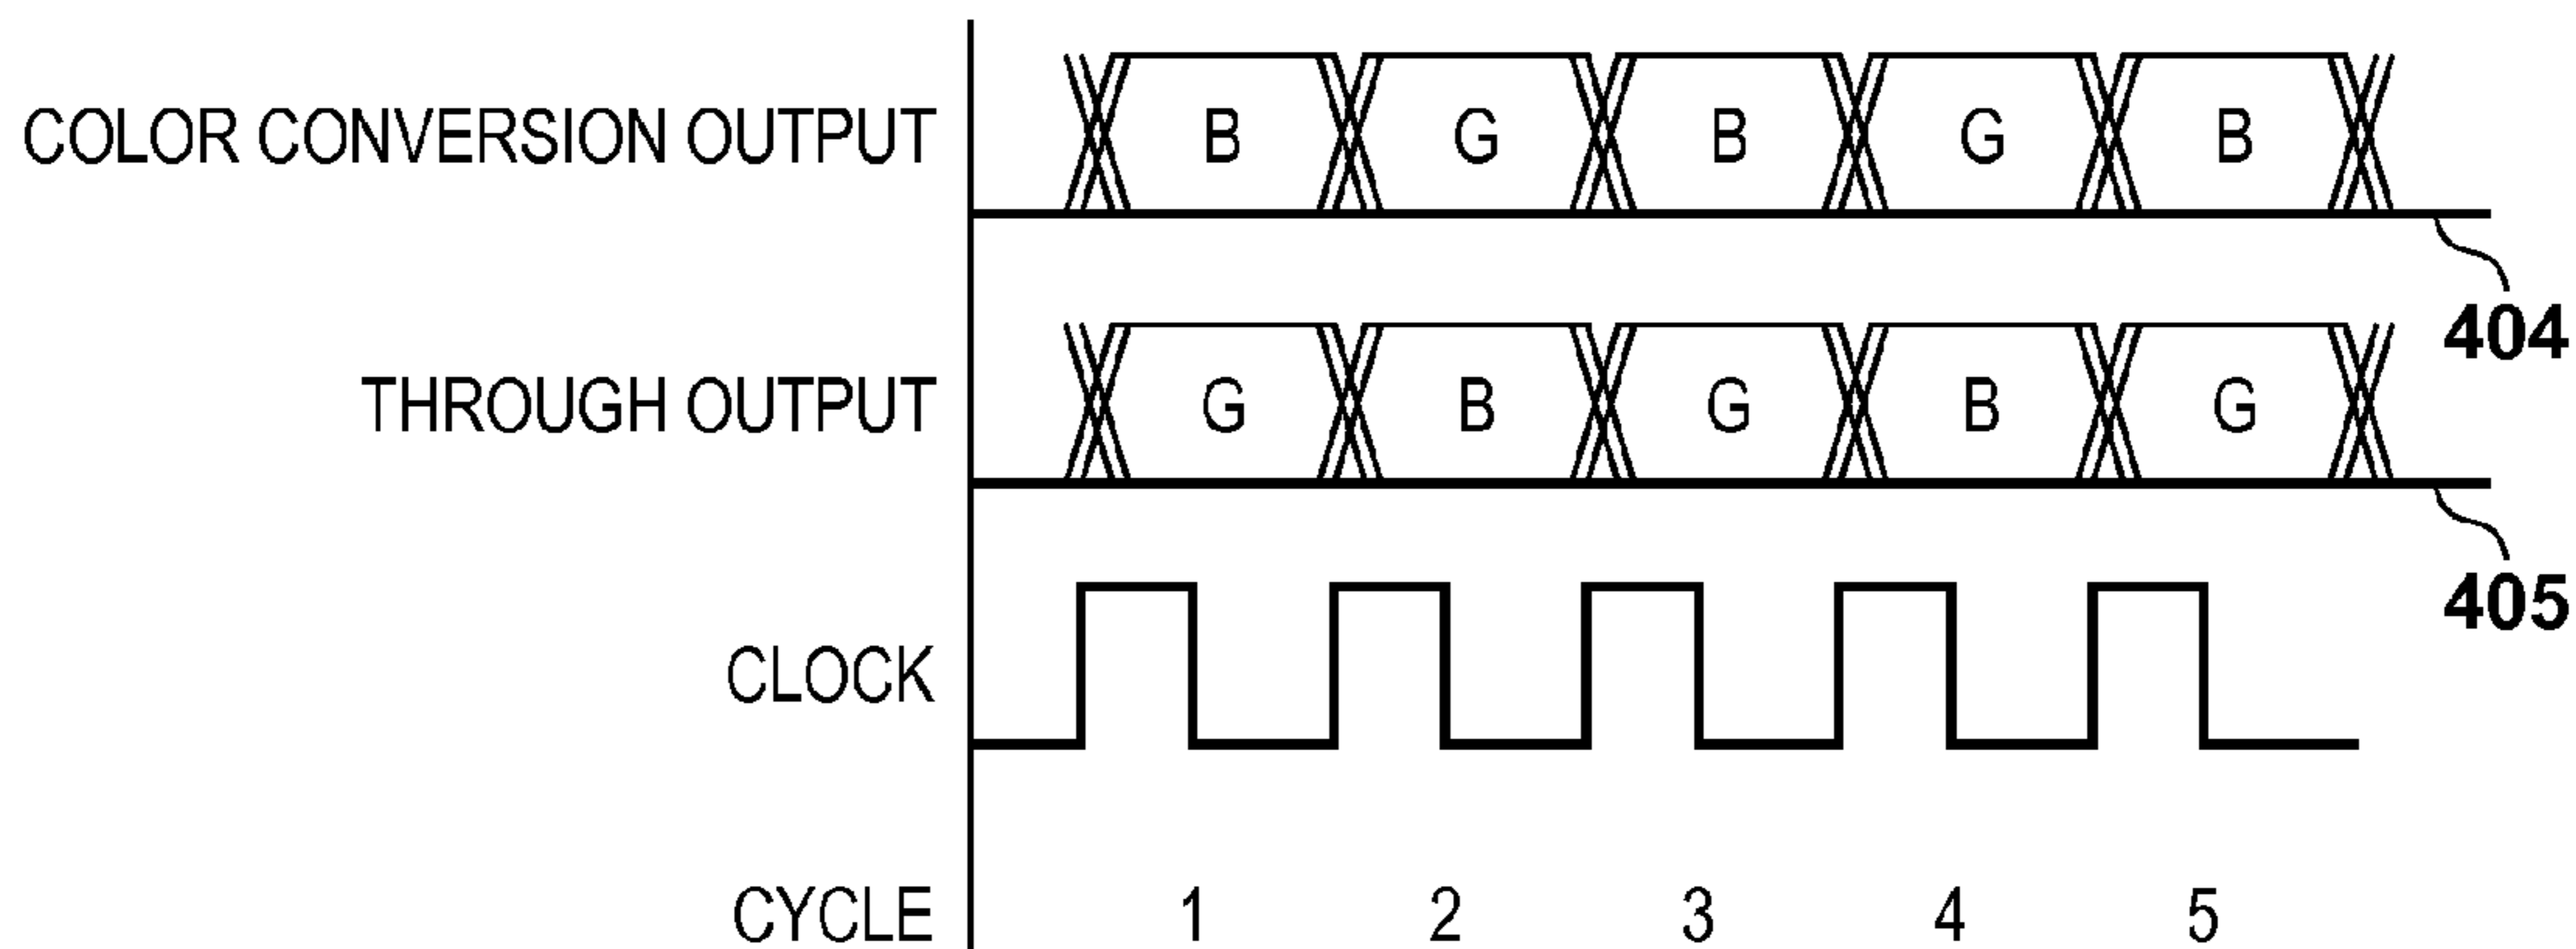 COLOR CONVERSION OUTPUT B G B G B
404
THROUGH OUTPUT G B G B G
405
CLOCK
CYCLE 1 2 3 4 5